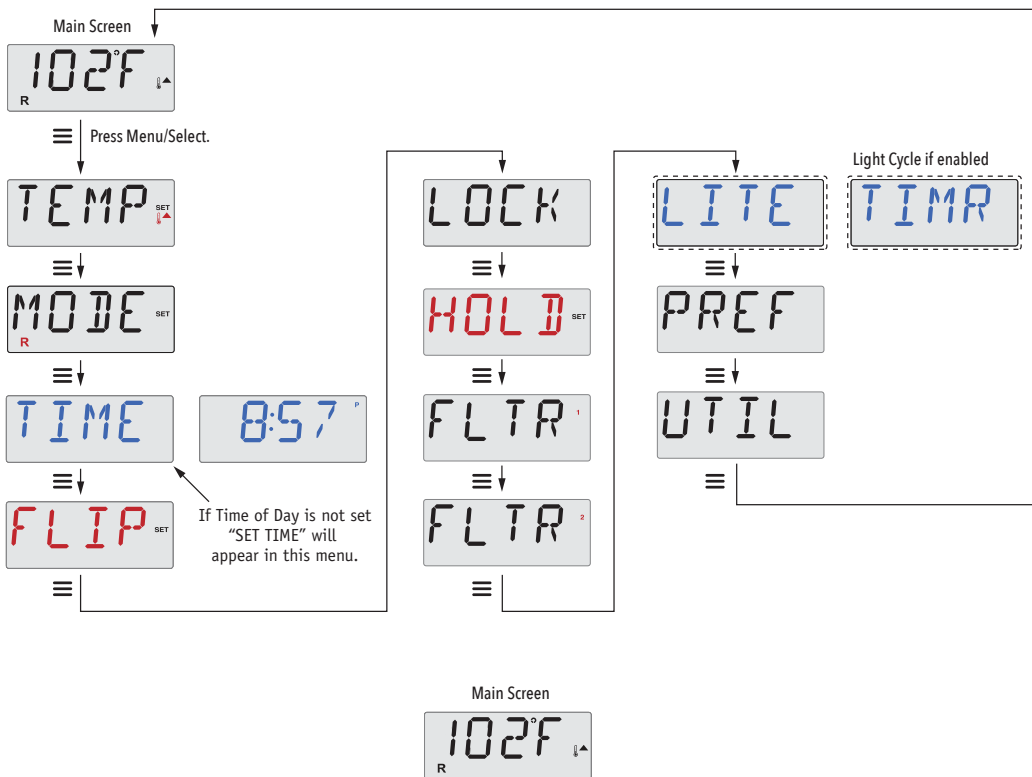 Main Screen
102°F
R
Press Menu/Select.
TEMP SET
MODE SET
R
TIME
8:57 P
If Time of Day is not set
“SET TIME” will
appear in this menu.
FLIP SET
LOCK
HOLD SET
FLTR 1
FLTR 2
LITE
Light Cycle if enabled
TIMR
PREF
UTIL
Main Screen
102°F
R